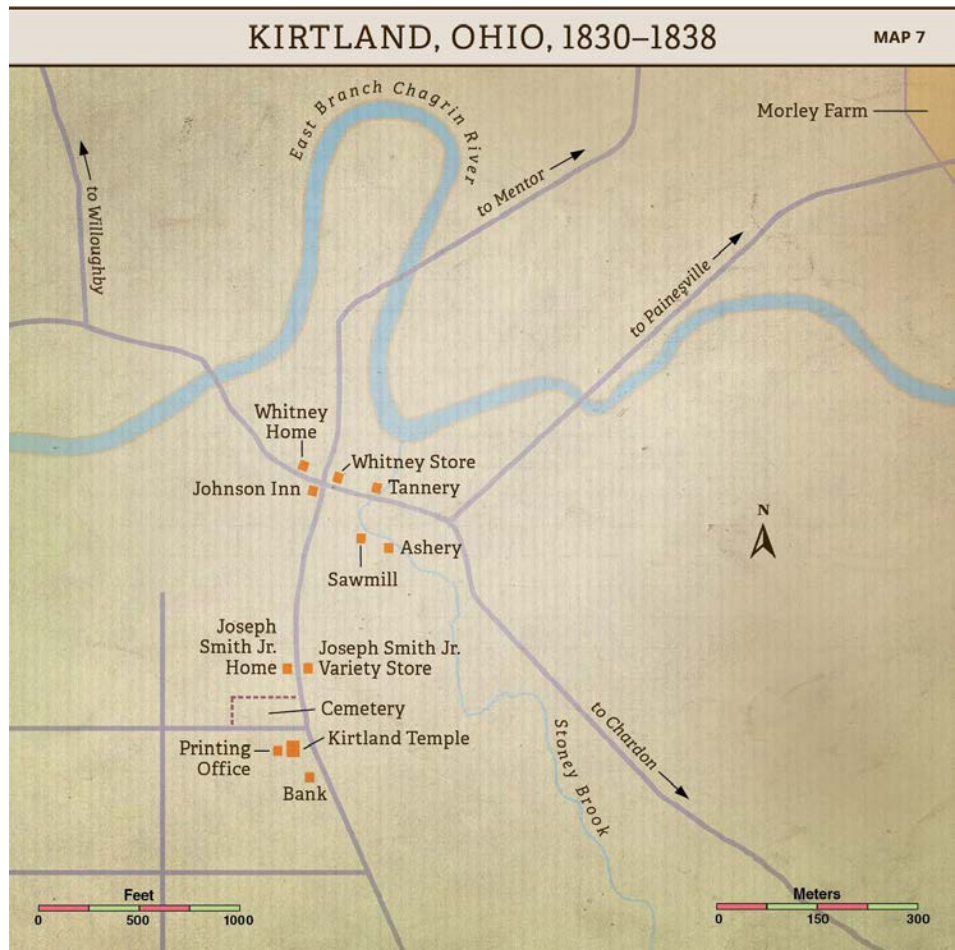 KIRTLAND, OHIO, 1830–1838
MAP 7
East Branch Chagrin River
Morley Farm
to Mentor
to Willoughby
to Painesville
Whitney
Home
Whitney Store
Johnson Inn
Tannery
N
Ashery
Sawmill
Joseph
Smith Jr.
Home
Joseph Smith Jr.
Variety Store
Cemetery
to Chardon
Stoney Brook
Kirtland Temple
Printing
Office
Bank
Feet
0 500 1000
Meters
0 150 300